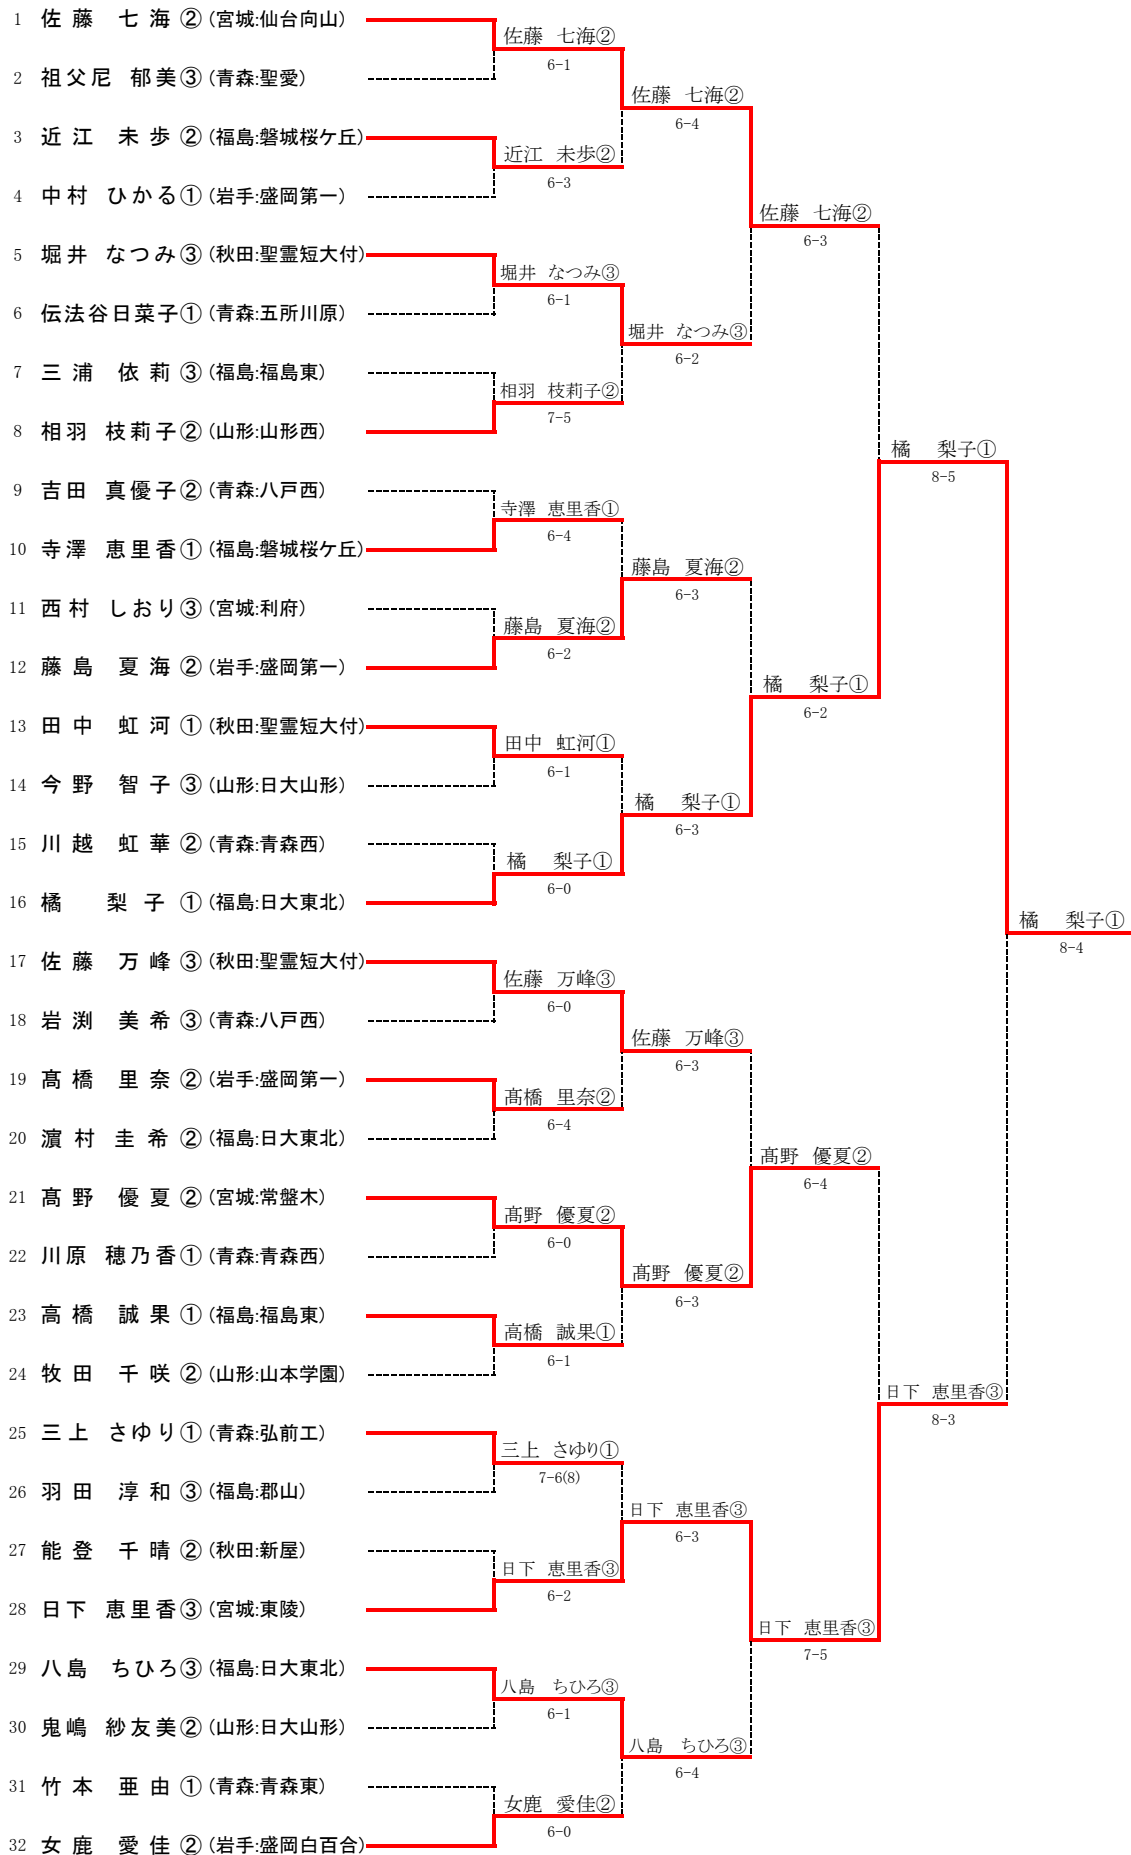 1 佐藤 七海② (宮城:仙台向山)
佐藤 七海②
6-1
2 祖父尼 郁美③ (青森:聖愛)
佐藤 七海②
6-4
3 近江 未歩② (福島:磐城桜ケ丘)
近江 未歩②
6-3
4 中村 ひかる① (岩手:盛岡第一)
佐藤 七海②
6-3
5 堀井 なつみ③ (秋田:聖霊短大付)
堀井 なつみ③
6-1
6 伝法谷日菜子① (青森:五所川原)
堀井 なつみ③
6-2
7 三浦 依莉③ (福島:福島東)
相羽 枝莉子②
7-5
8 相羽 枝莉子② (山形:山形西)
橘 梨子①
8-5
9 吉田 真優子② (青森:八戸西)
寺澤 恵里香①
6-4
10 寺澤 恵里香① (福島:磐城桜ケ丘)
藤島 夏海②
6-3
11 西村 しおり③ (宮城:利府)
藤島 夏海②
6-2
12 藤島 夏海② (岩手:盛岡第一)
橘 梨子①
6-2
13 田中 虹河① (秋田:聖霊短大付)
田中 虹河①
6-1
14 今野 智子③ (山形:日大山形)
橘 梨子①
6-3
15 川越 虹華② (青森:青森西)
橘 梨子①
6-0
16 橘 梨子① (福島:日大東北)
橘 梨子①
8-4
17 佐藤 万峰③ (秋田:聖霊短大付)
佐藤 万峰③
6-0
18 岩渕 美希③ (青森:八戸西)
佐藤 万峰③
6-3
19 髙橋 里奈② (岩手:盛岡第一)
髙橋 里奈②
6-4
20 濵村 圭希② (福島:日大東北)
髙野 優夏②
6-4
21 髙野 優夏② (宮城:常盤木)
髙野 優夏②
6-0
22 川原 穂乃香① (青森:青森西)
髙野 優夏②
6-3
23 高橋 誠果① (福島:福島東)
高橋 誠果①
6-1
24 牧田 千咲② (山形:山本学園)
日下 恵里香③
8-3
25 三上 さゆり① (青森:弘前工)
三上 さゆり①
7-6(8)
26 羽田 淳和③ (福島:郡山)
日下 恵里香③
6-3
27 能登 千晴② (秋田:新屋)
日下 恵里香③
6-2
28 日下 恵里香③ (宮城:東陵)
日下 恵里香③
7-5
29 八島 ちひろ③ (福島:日大東北)
八島 ちひろ③
6-1
30 鬼嶋 紗友美② (山形:日大山形)
八島 ちひろ③
6-4
31 竹本 亜由① (青森:青森東)
女鹿 愛佳②
6-0
32 女鹿 愛佳② (岩手:盛岡白百合)